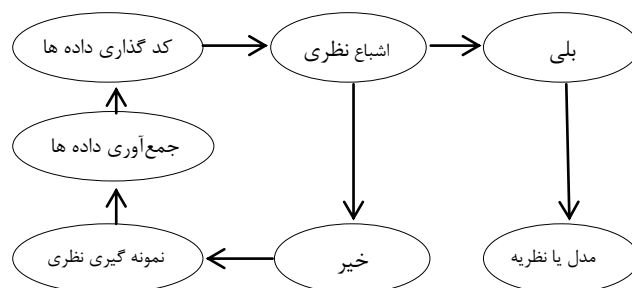 کد گذاری داده ها
اشباع نظری
بلی
جمع‌آوری داده ها
نمونه گیری نظری
خیر
مدل یا نظریه